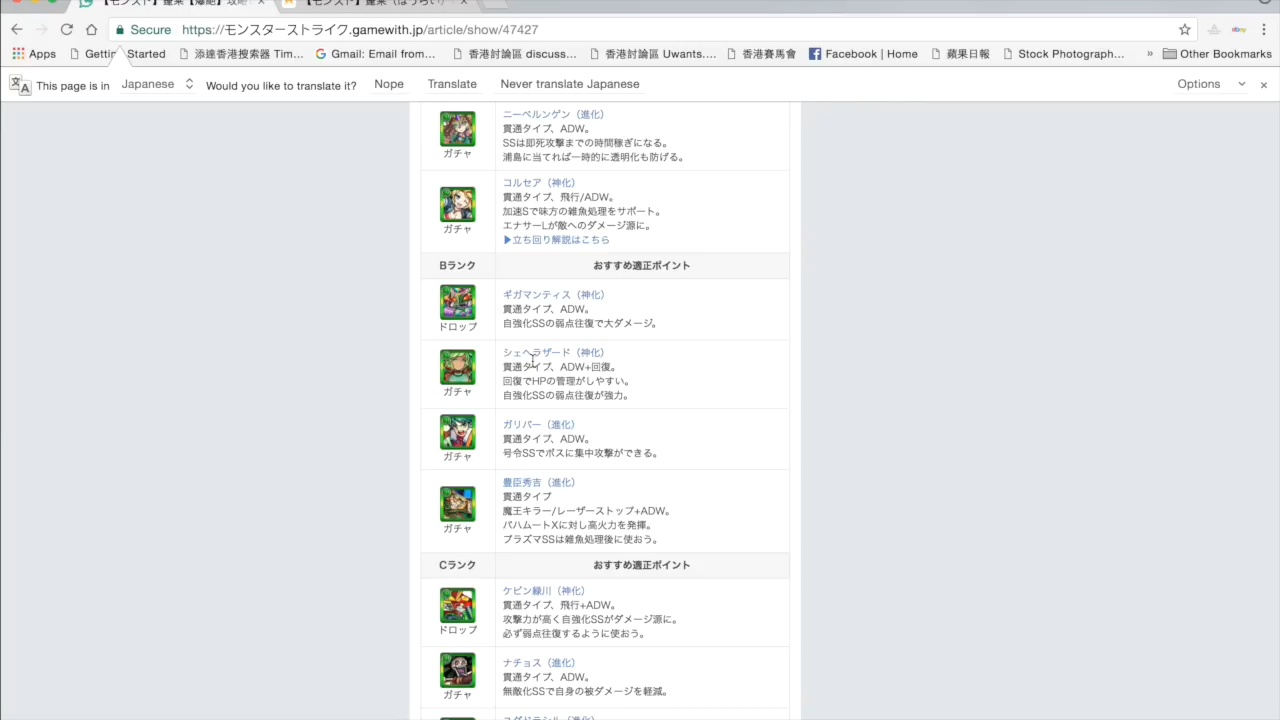 Secure https://モンスターストライク.gamewith.jp/article/show/47427
Apps Getting Started 添達香港搜索器 Tim... Gmail: Email from... 香港討論區 discuss... 香港討論區 Uwants.... 香港賽馬會 Facebook | Home 蘋果日報 Stock Photograph... » Other Bookmarks
This page is in Japanese Would you like to translate it? Nope Translate Never translate Japanese Options
ニーベルンゲン（進化）
貫通タイプ、ADW。
SSは即死攻撃までの時間稼ぎになる。
浦島に当てれば一時的に透明化も防げる。
ガチャ
コルセア（神化）
貫通タイプ、飛行/ADW。
加速Sで味方の雑魚処理をサポート。
エナサーLが敵へのダメージ源に。
▶立ち回り解説はこちら
ガチャ
Bランク おすすめ適正ポイント
ギガマンティス（神化）
貫通タイプ、ADW。
自強化SSの弱点往復で大ダメージ。
ドロップ
シェヘラザード（神化）
貫通タイプ、ADW+回復。
回復でHPの管理がしやすい。
自強化SSの弱点往復が強力。
ガチャ
ガリバー（進化）
貫通タイプ、ADW。
号令SSでボスに集中攻撃ができる。
ガチャ
豊臣秀吉（進化）
貫通タイプ
魔王キラー/レーザーストップ+ADW。
バハムートXに対し高火力を発揮。
プラズマSSは雑魚処理後に使おう。
ガチャ
Cランク おすすめ適正ポイント
ケビン緑川（神化）
貫通タイプ、飛行+ADW。
攻撃力が高く自強化SSがダメージ源に。
必ず弱点往復するように使おう。
ドロップ
ナチョス（進化）
貫通タイプ、ADW。
無敵化SSで自身の被ダメージを軽減。
ガチャ